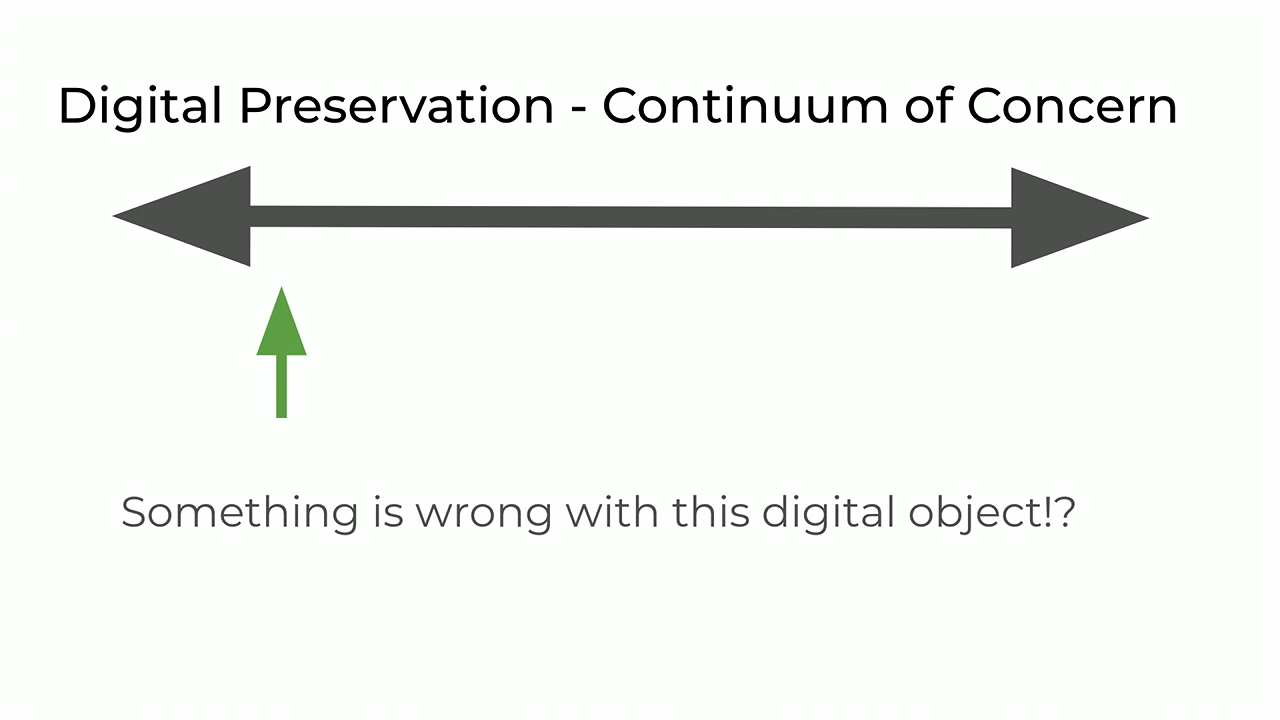 Digital Preservation - Continuum of Concern
Something is wrong with this digital object!?